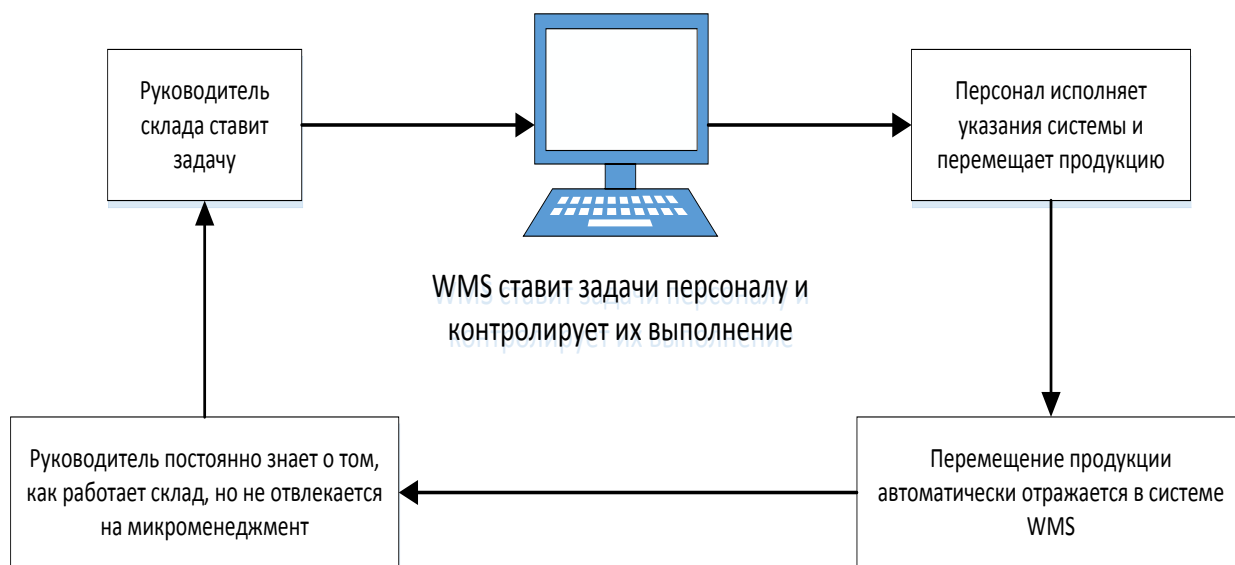 Руководитель
склада ставит
задачу
Персонал исполняет
указания системы и
перемещает продукцию
WMS ставит задачи персоналу и
контролирует их выполнение
Руководитель постоянно знает о том,
как работает склад, но не отвлекается
на микроменеджмент
Перемещение продукции
автоматически отражается в системе
WMS